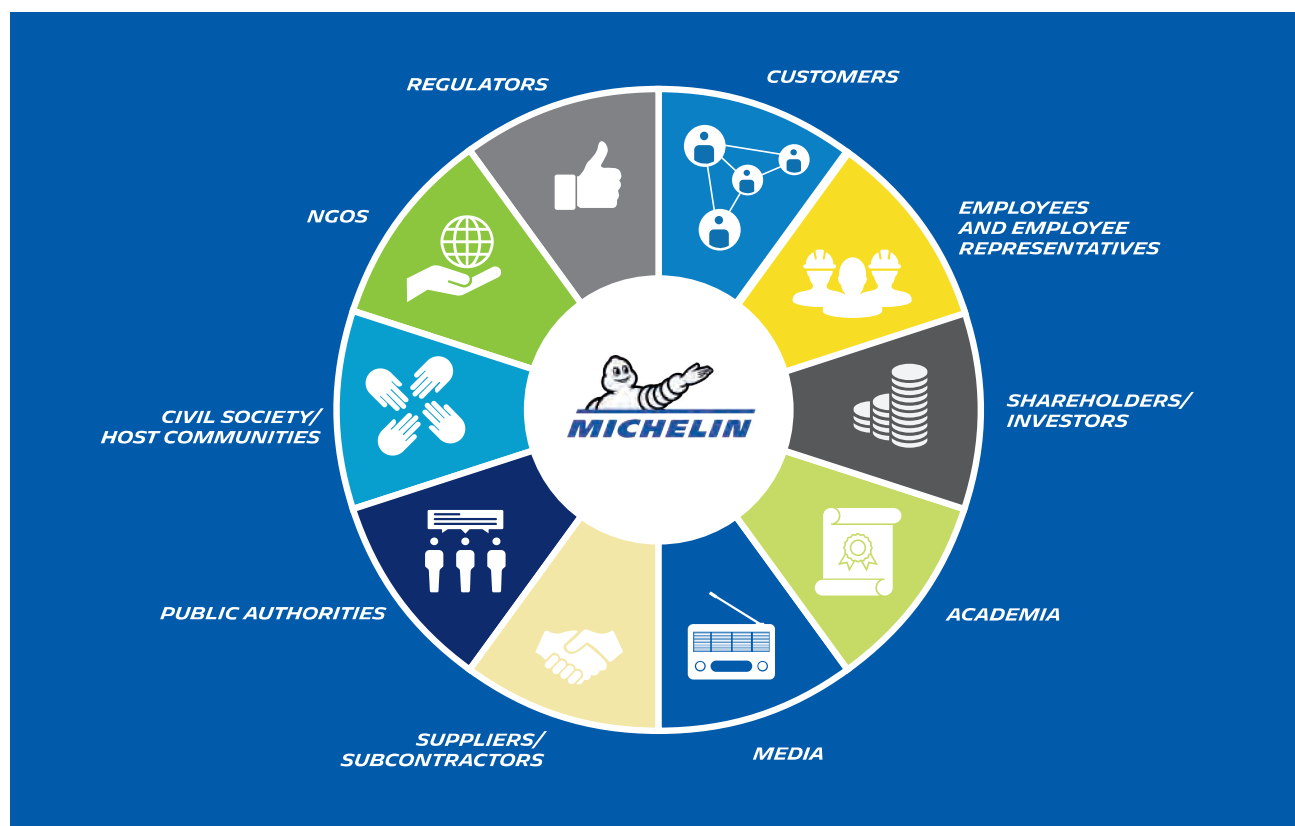 REGULATORS
CUSTOMERS
NGOS
EMPLOYEES
AND EMPLOYEE
REPRESENTATIVES
CIVIL SOCIETY/
HOST COMMUNITIES
SHAREHOLDERS/
INVESTORS
MICHELIN
PUBLIC AUTHORITIES
ACADEMIA
SUPPLIERS/
SUBCONTRACTORS
MEDIA